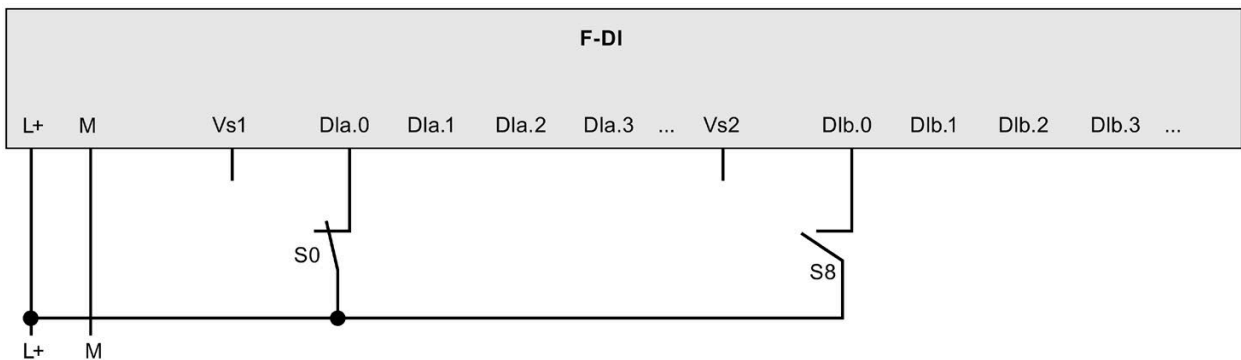 F-DI
L+ M Vs1 DIa.0 DIa.1 DIa.2 DIa.3 ... Vs2 DIb.0 DIb.1 DIb.2 DIb.3 ...
S0
S8
L+ M